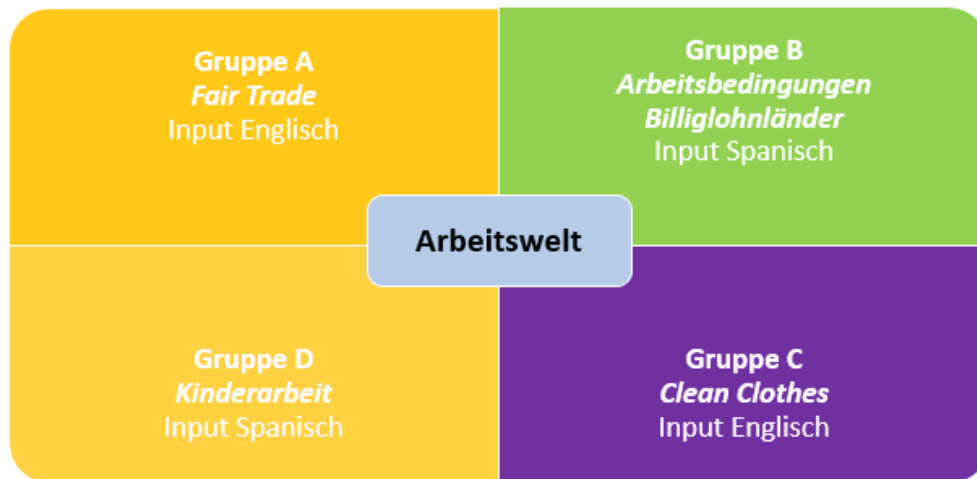 Gruppe A
Fair Trade
Input Englisch
Gruppe B
Arbeitsbedingungen
Billiglohnländer
Input Spanisch
Arbeitswelt
Gruppe D
Kinderarbeit
Input Spanisch
Gruppe C
Clean Clothes
Input Englisch